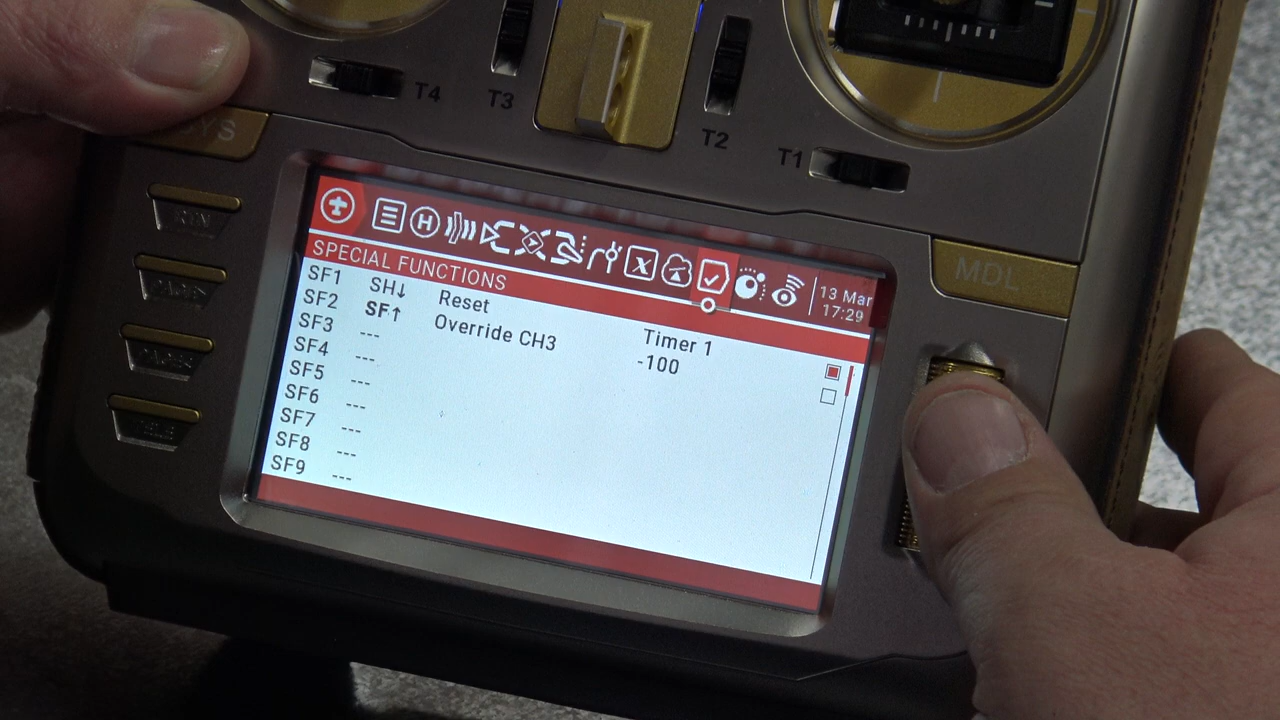 T4
T3
T2
T1
SYS
MDL
RTN
SPECIAL FUNCTIONS
13 Mar
17:29
SF1 SH↓ Reset Timer 1
SF2 SF↑ Override CH3 -100
SF3 ---
SF4 ---
SF5 ---
SF6 ---
SF7 ---
SF8 ---
SF9 ---